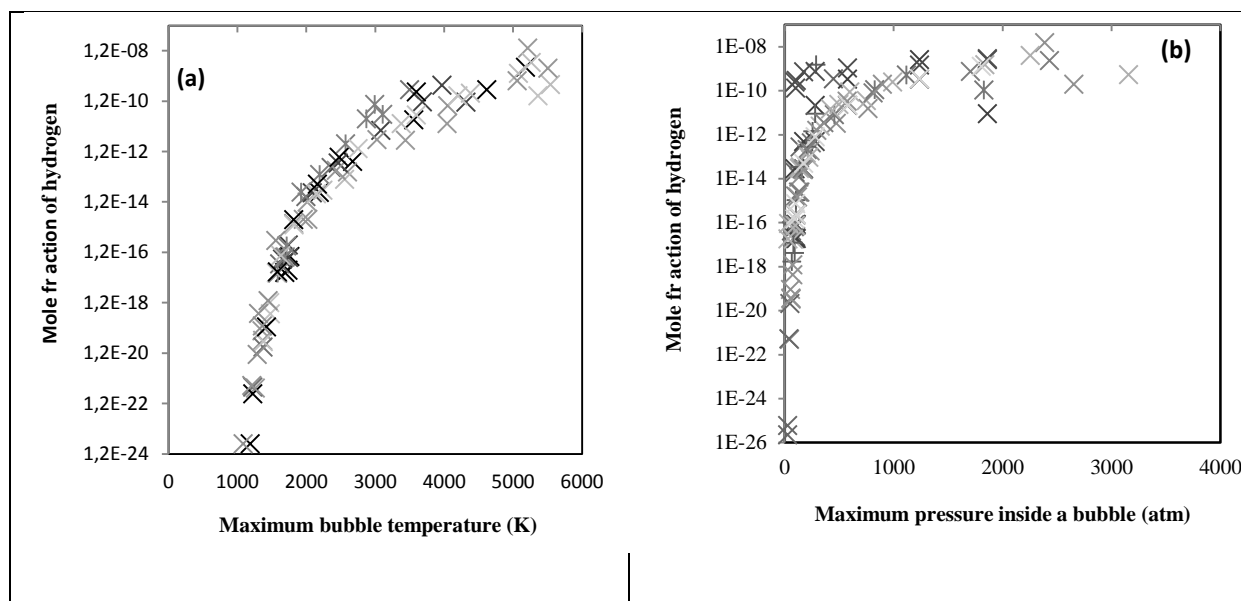 (a)
Mole fr action of hydrogen
1,2E-08
1,2E-10
1,2E-12
1,2E-14
1,2E-16
1,2E-18
1,2E-20
1,2E-22
1,2E-24
0 1000 2000 3000 4000 5000 6000
Maximum bubble temperature (K)
(b)
Mole fr action of hydrogen
1E-08
1E-10
1E-12
1E-14
1E-16
1E-18
1E-20
1E-22
1E-24
1E-26
0 1000 2000 3000 4000
Maximum pressure inside a bubble (atm)